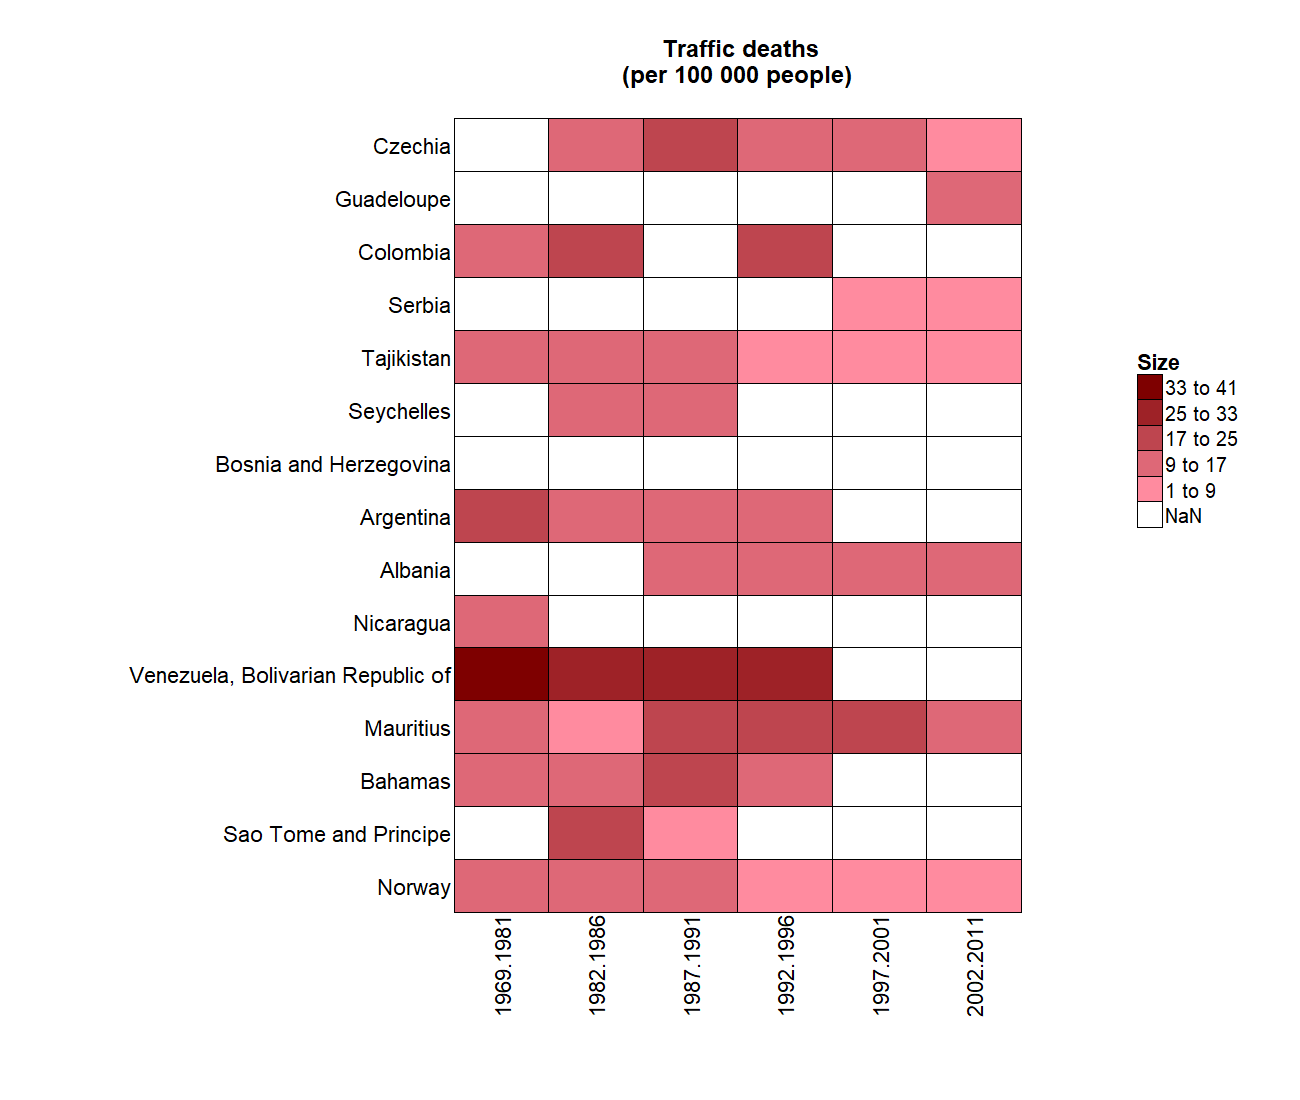 Traffic deaths
(per 100 000 people)
Czechia
Guadeloupe
Colombia
Serbia
Tajikistan
Seychelles
Bosnia and Herzegovina
Argentina
Albania
Nicaragua
Venezuela, Bolivarian Republic of
Mauritius
Bahamas
Sao Tome and Principe
Norway
1969.1981
1982.1986
1987.1991
1992.1996
1997.2001
2002.2011
Size
33 to 41
25 to 33
17 to 25
9 to 17
1 to 9
NaN